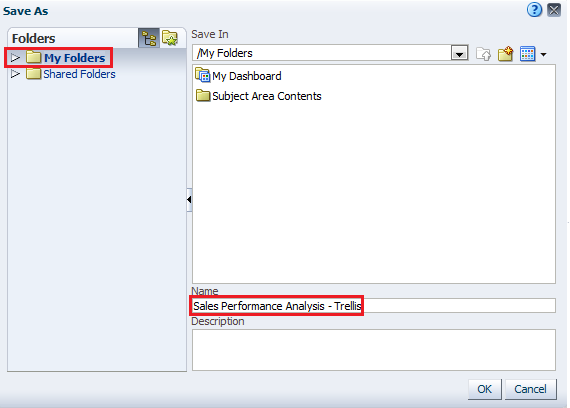 Save As
Folders
My Folders
Shared Folders
Save In
/My Folders
My Dashboard
Subject Area Contents
Name
Sales Performance Analysis - Trellis
Description
OK
Cancel